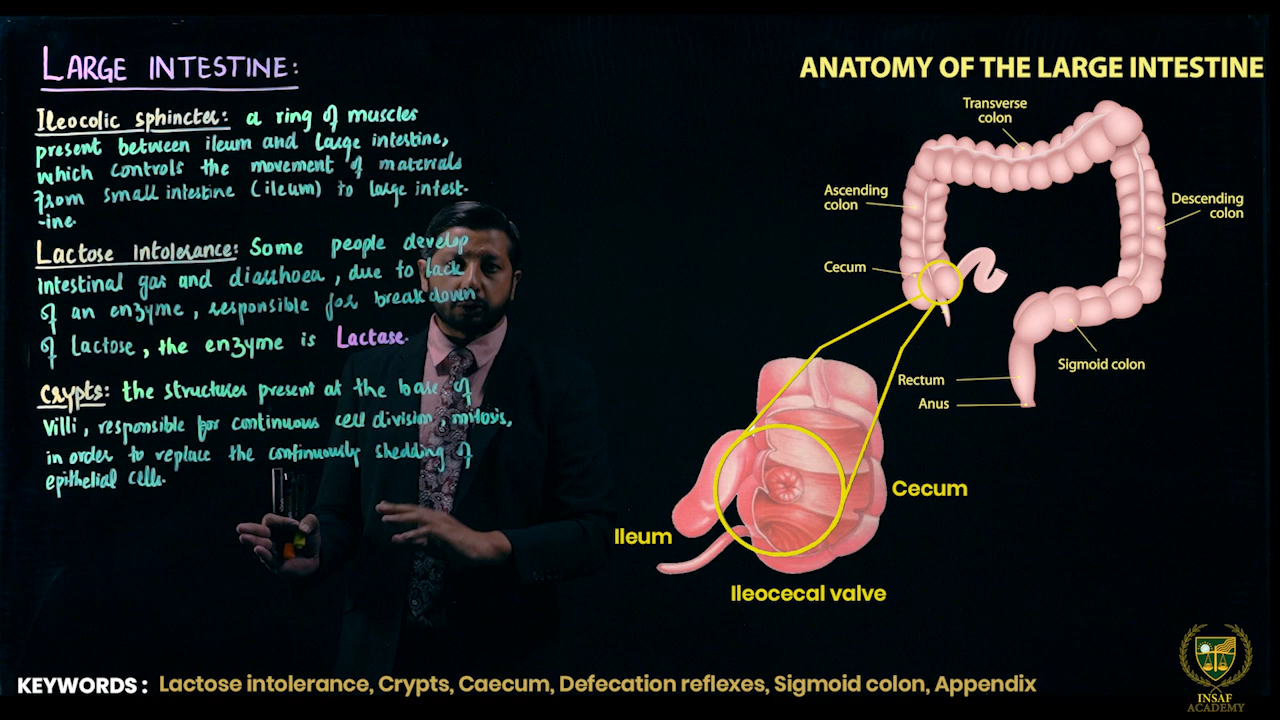 LARGE INTESTINE:
Ileocolic sphincter: a ring of muscles
present between ileum and large intestine,
which controls the movement of materials
from small intestine (ileum) to large intest-
-ine.
Lactose Intolerance: Some people develop
intestinal gas and diarrhoea, due to lack
of an enzyme, responsible for breakdown
of Lactose, the enzyme is Lactase.
Crypts: the structures present at the base of
Villi, responsible for continuous cell division, mitosis,
in order to replace the continuously shedding of
epithelial cells.
ANATOMY OF THE LARGE INTESTINE
Transverse
colon
Ascending
colon
Descending
colon
Cecum
Sigmoid colon
Rectum
Anus
Cecum
Ileum
Ileocecal valve
KEYWORDS : Lactose intolerance, Crypts, Caecum, Defecation reflexes, Sigmoid colon, Appendix
INSAF
ACADEMY